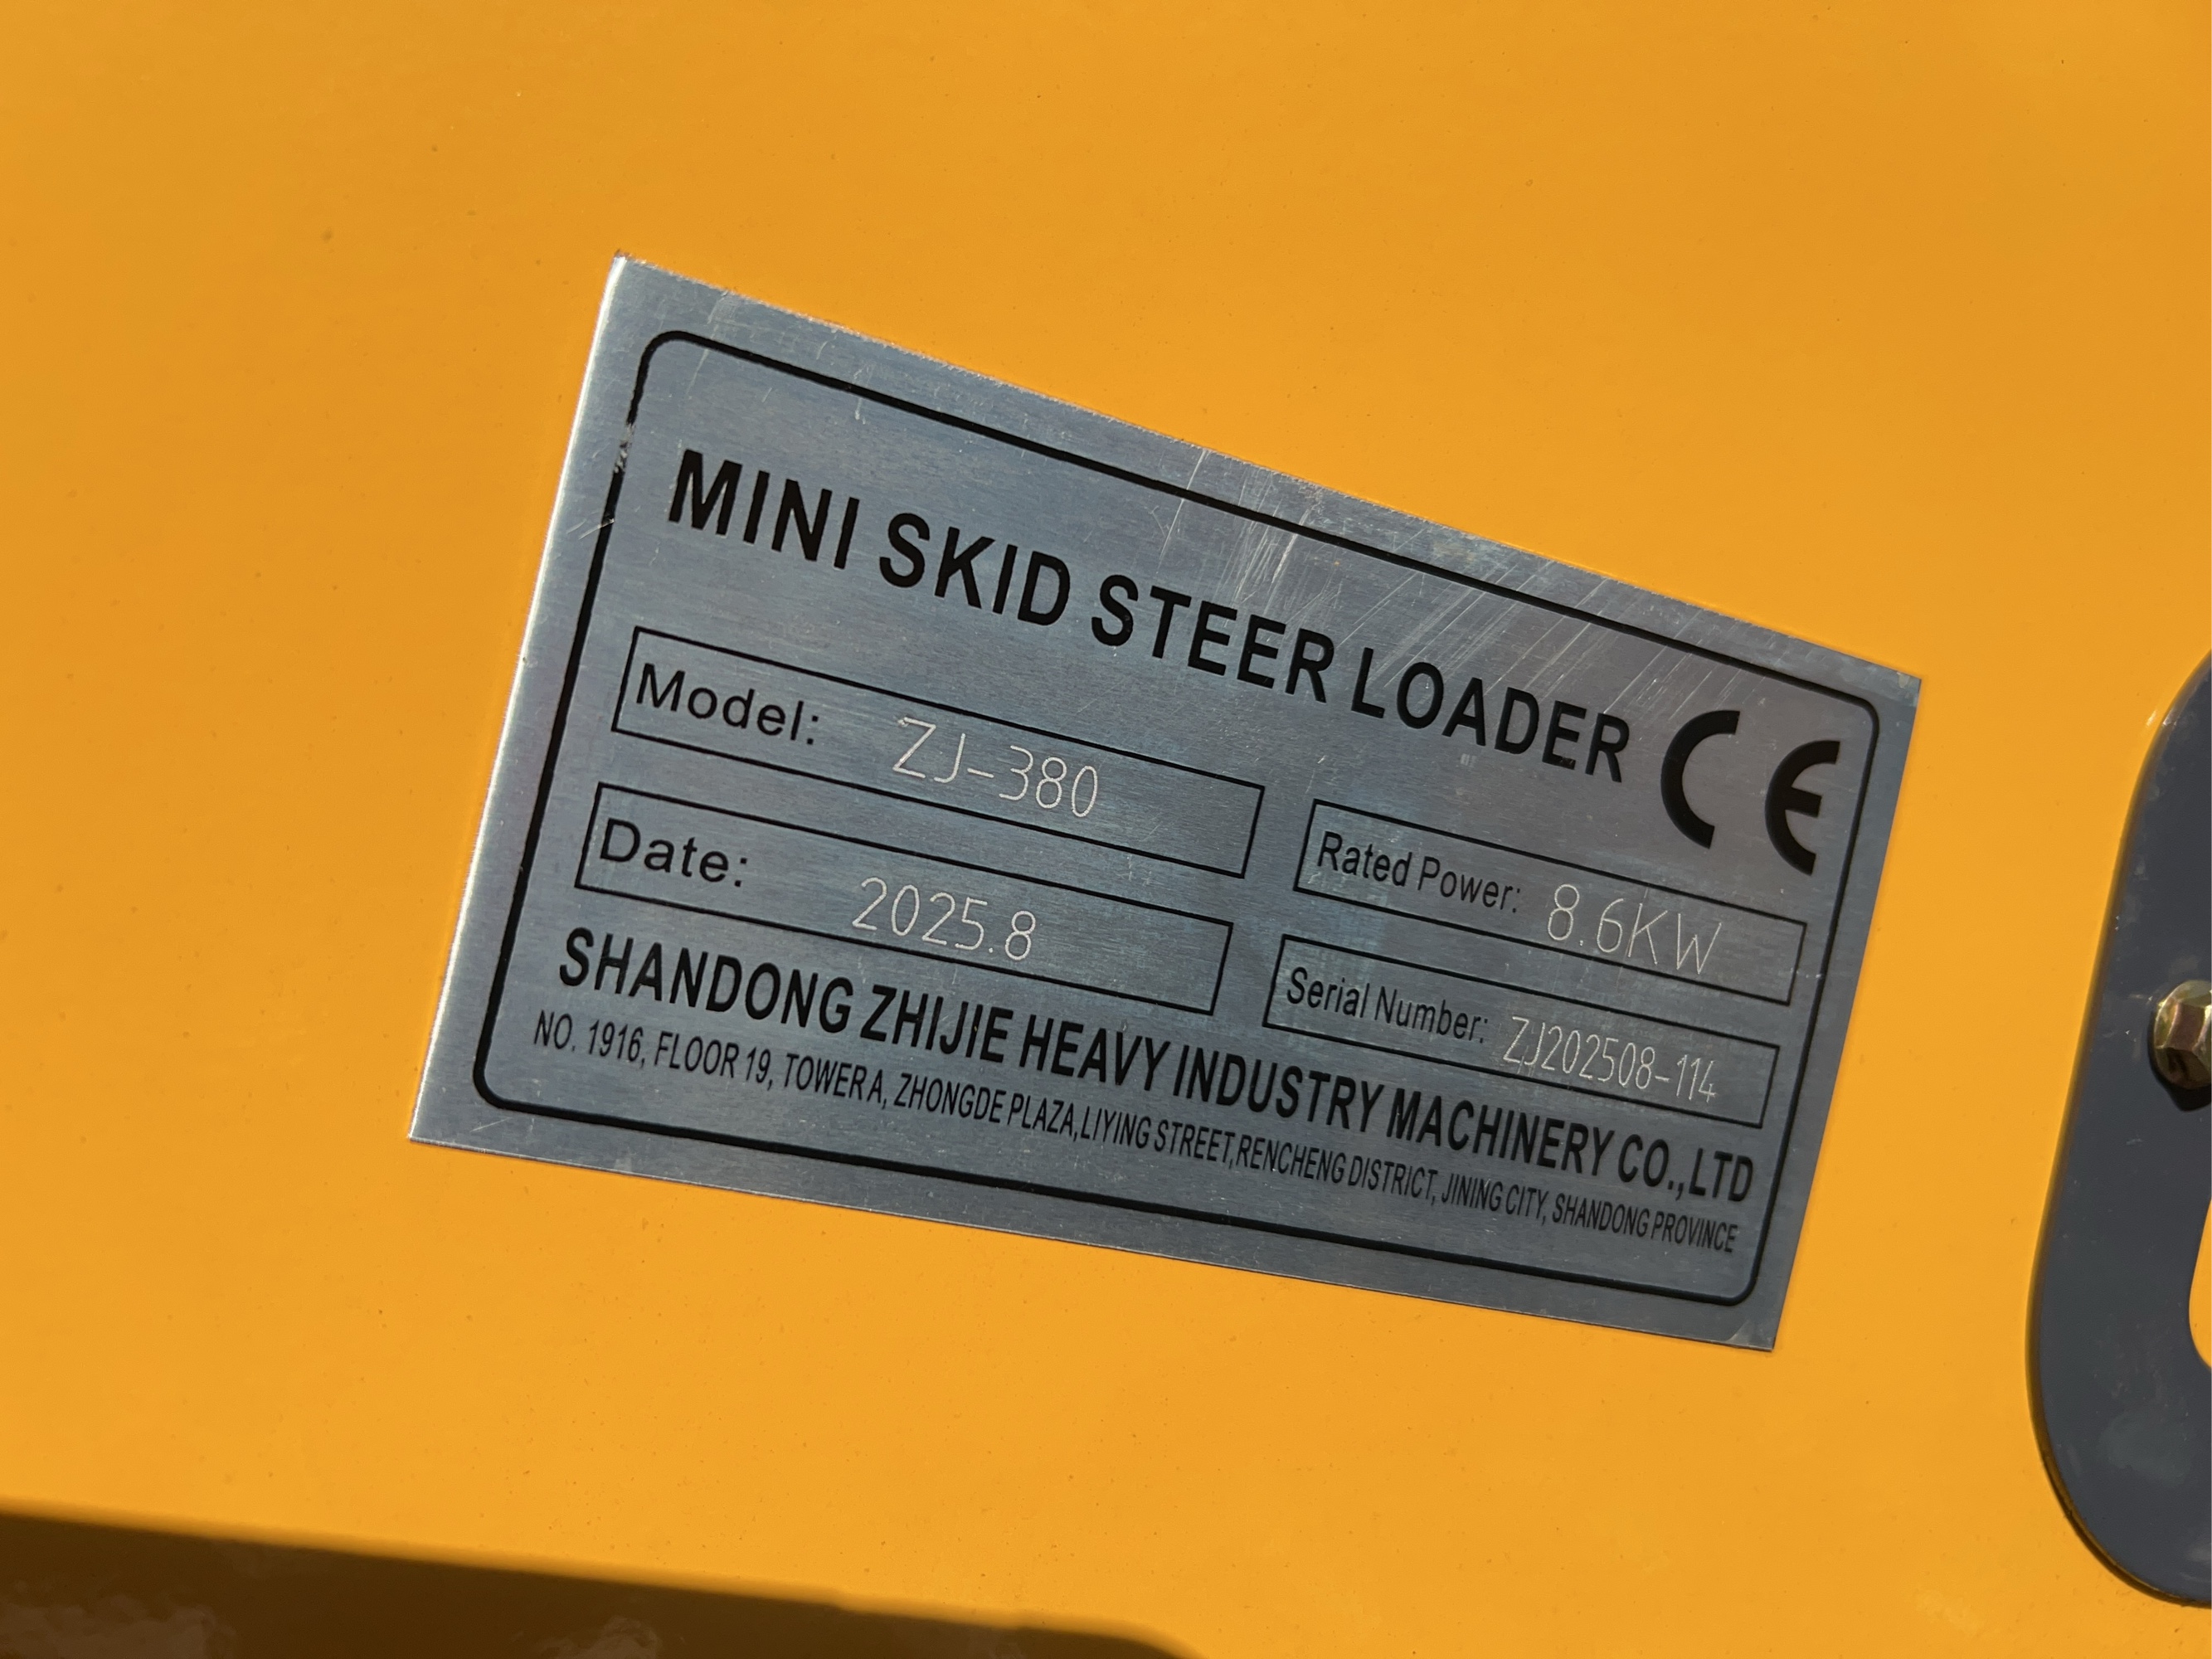 MINI SKID STEER LOADER CE
Model: ZJ-380
Rated Power: 8.6KW
Date: 2025.8
Serial Number: ZJ202508-114
SHANDONG ZHIJIE HEAVY INDUSTRY MACHINERY CO.,LTD
NO. 1916, FLOOR 19, TOWER A, ZHONGDE PLAZA,LIYING STREET,RENCHENG DISTRICT, JINING CITY, SHANDONG PROVINCE